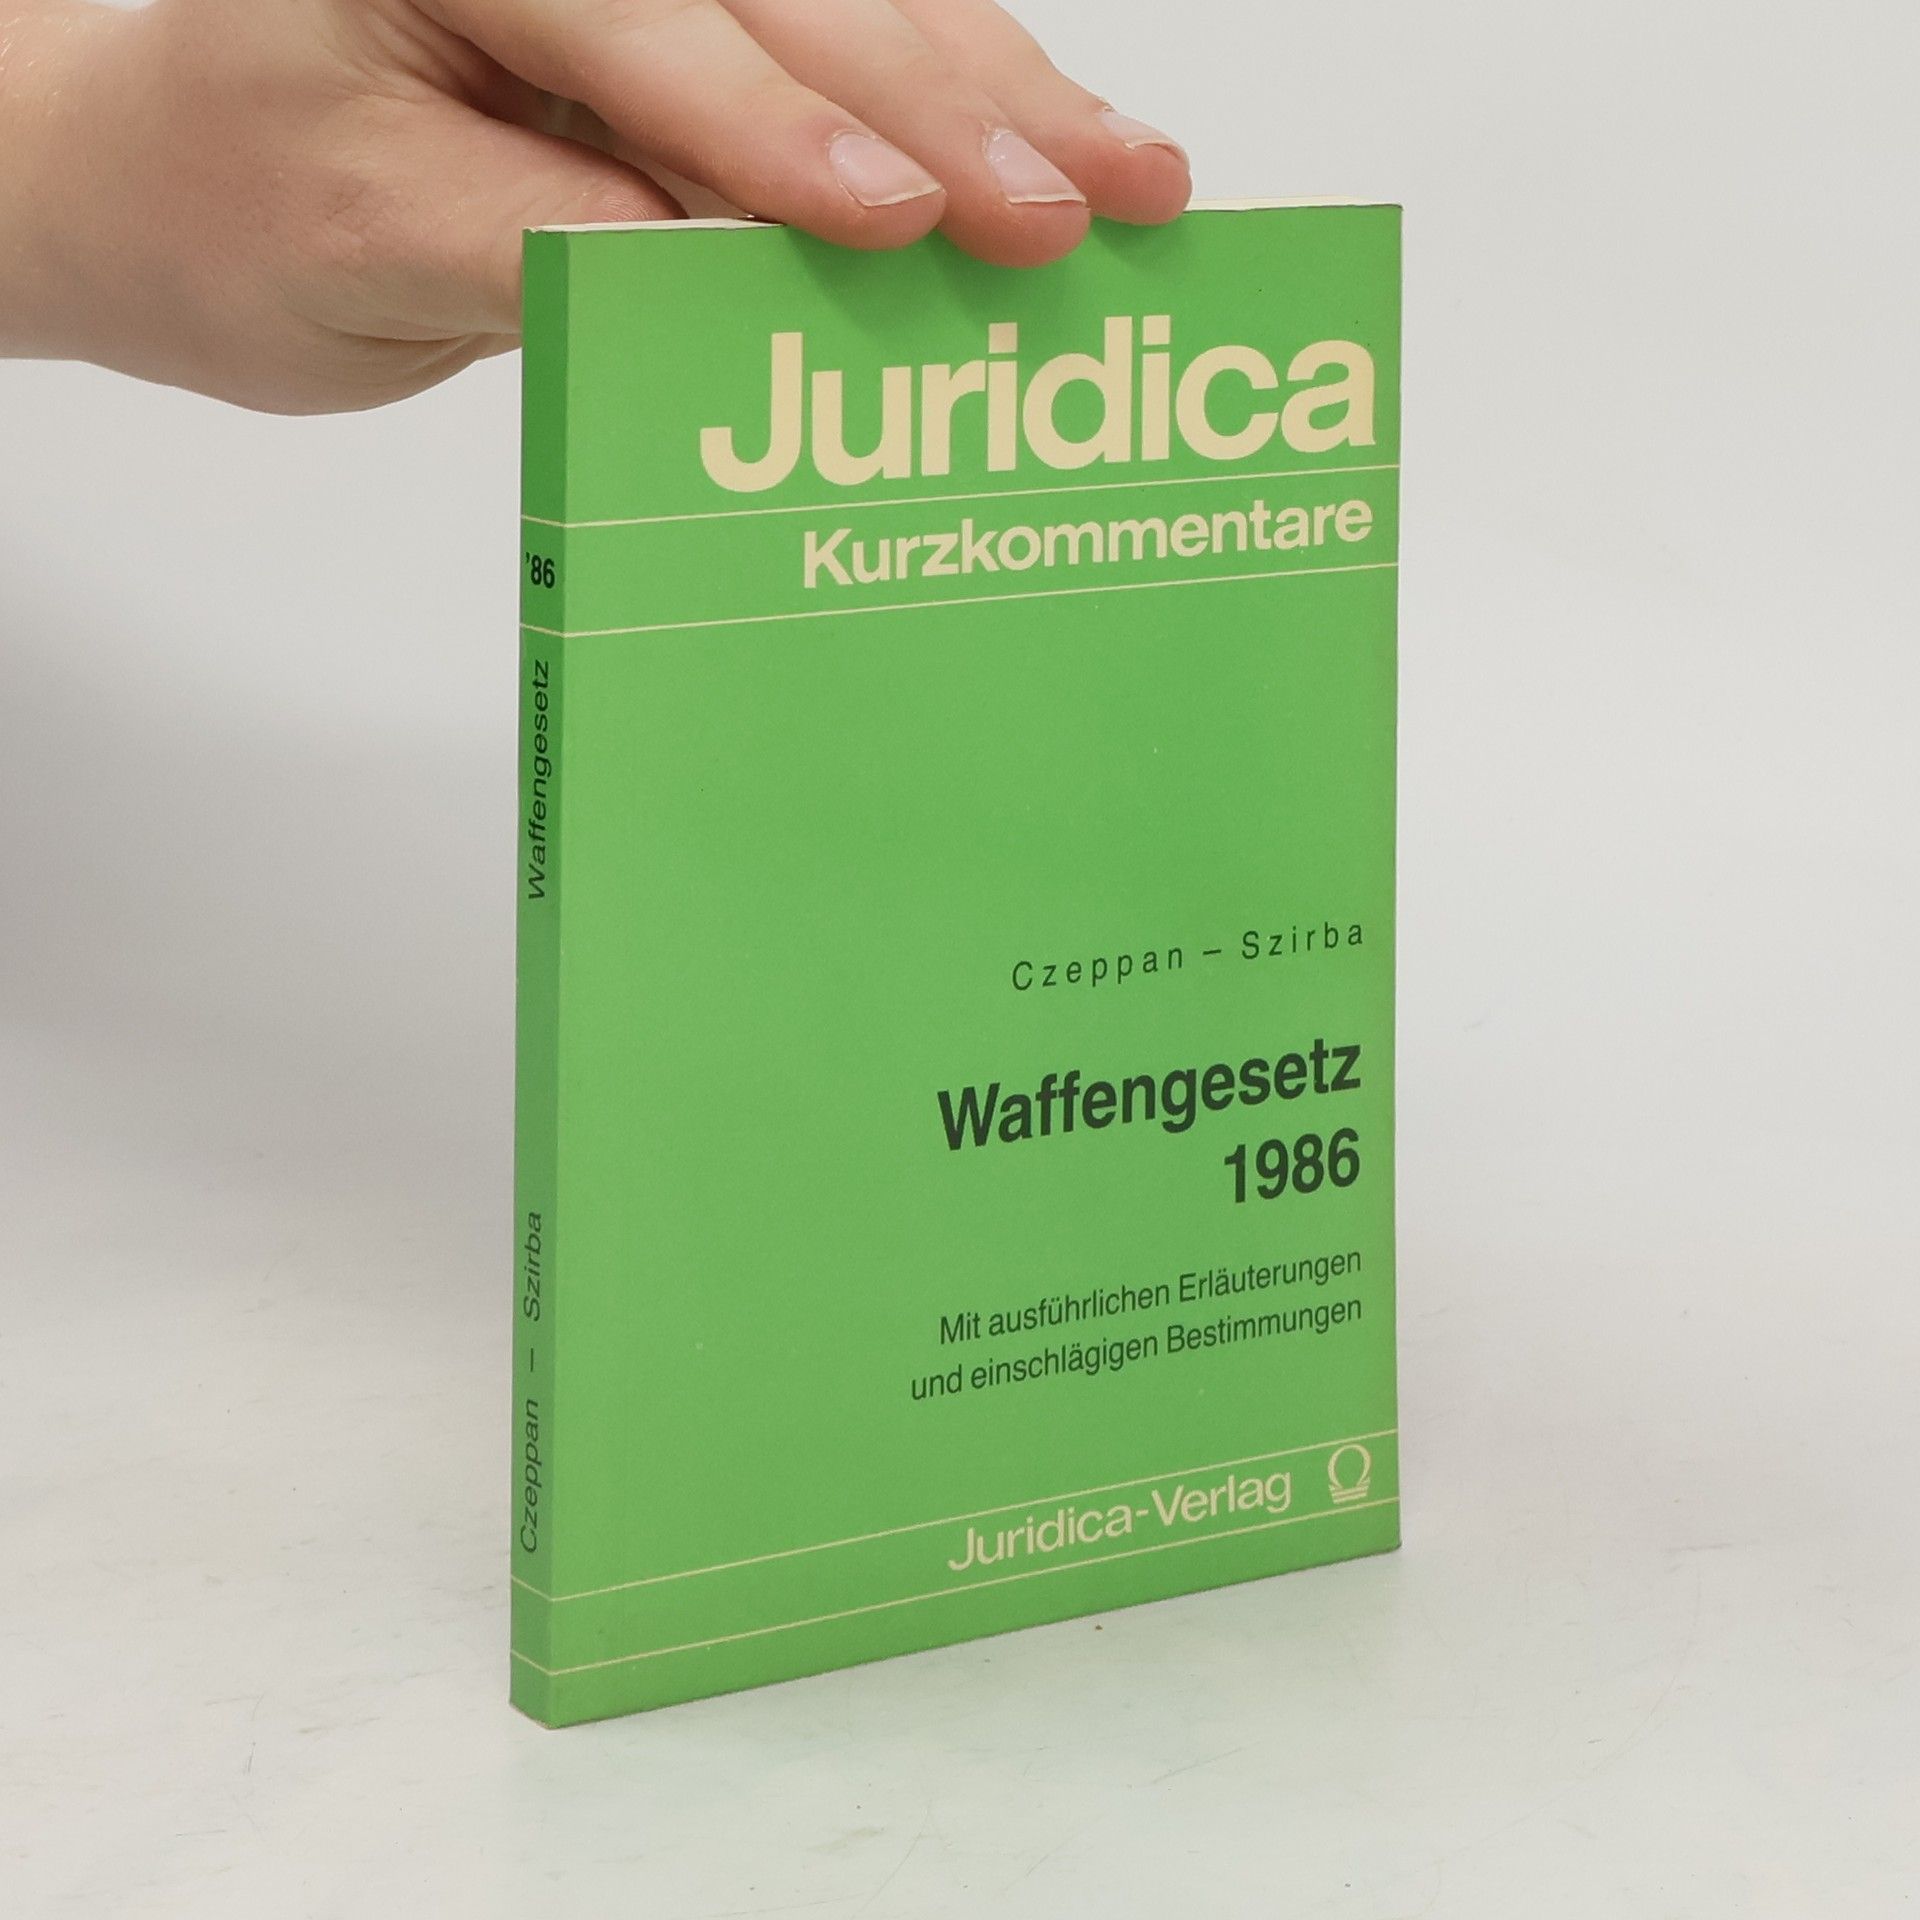 Juridica
Kurzkommentare
Czeppan – Szirba
Waffengesetz
1986
Mit ausführlichen Erläuterungen
und einschlägigen Bestimmungen
Juridica-Verlag
'86
Czeppan – Szirba Waffengesetz